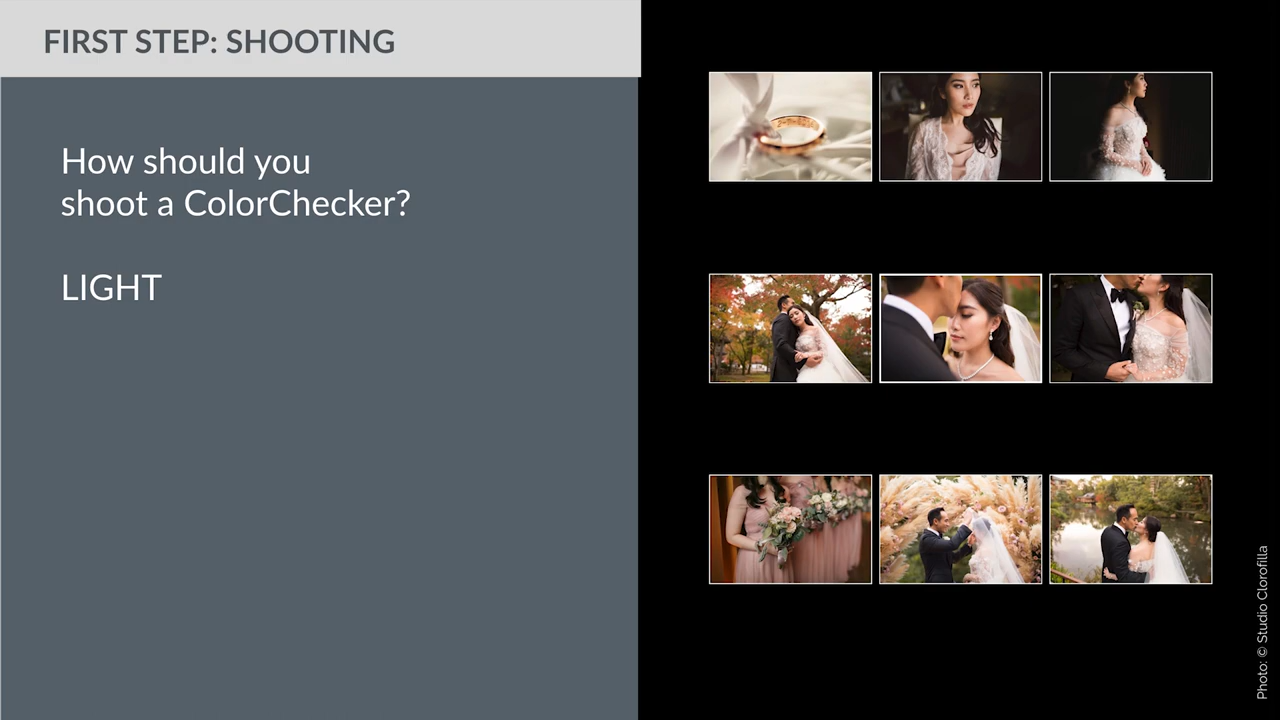 FIRST STEP: SHOOTING
How should you
shoot a ColorChecker?
LIGHT
Photo: © Studio Clorofilla